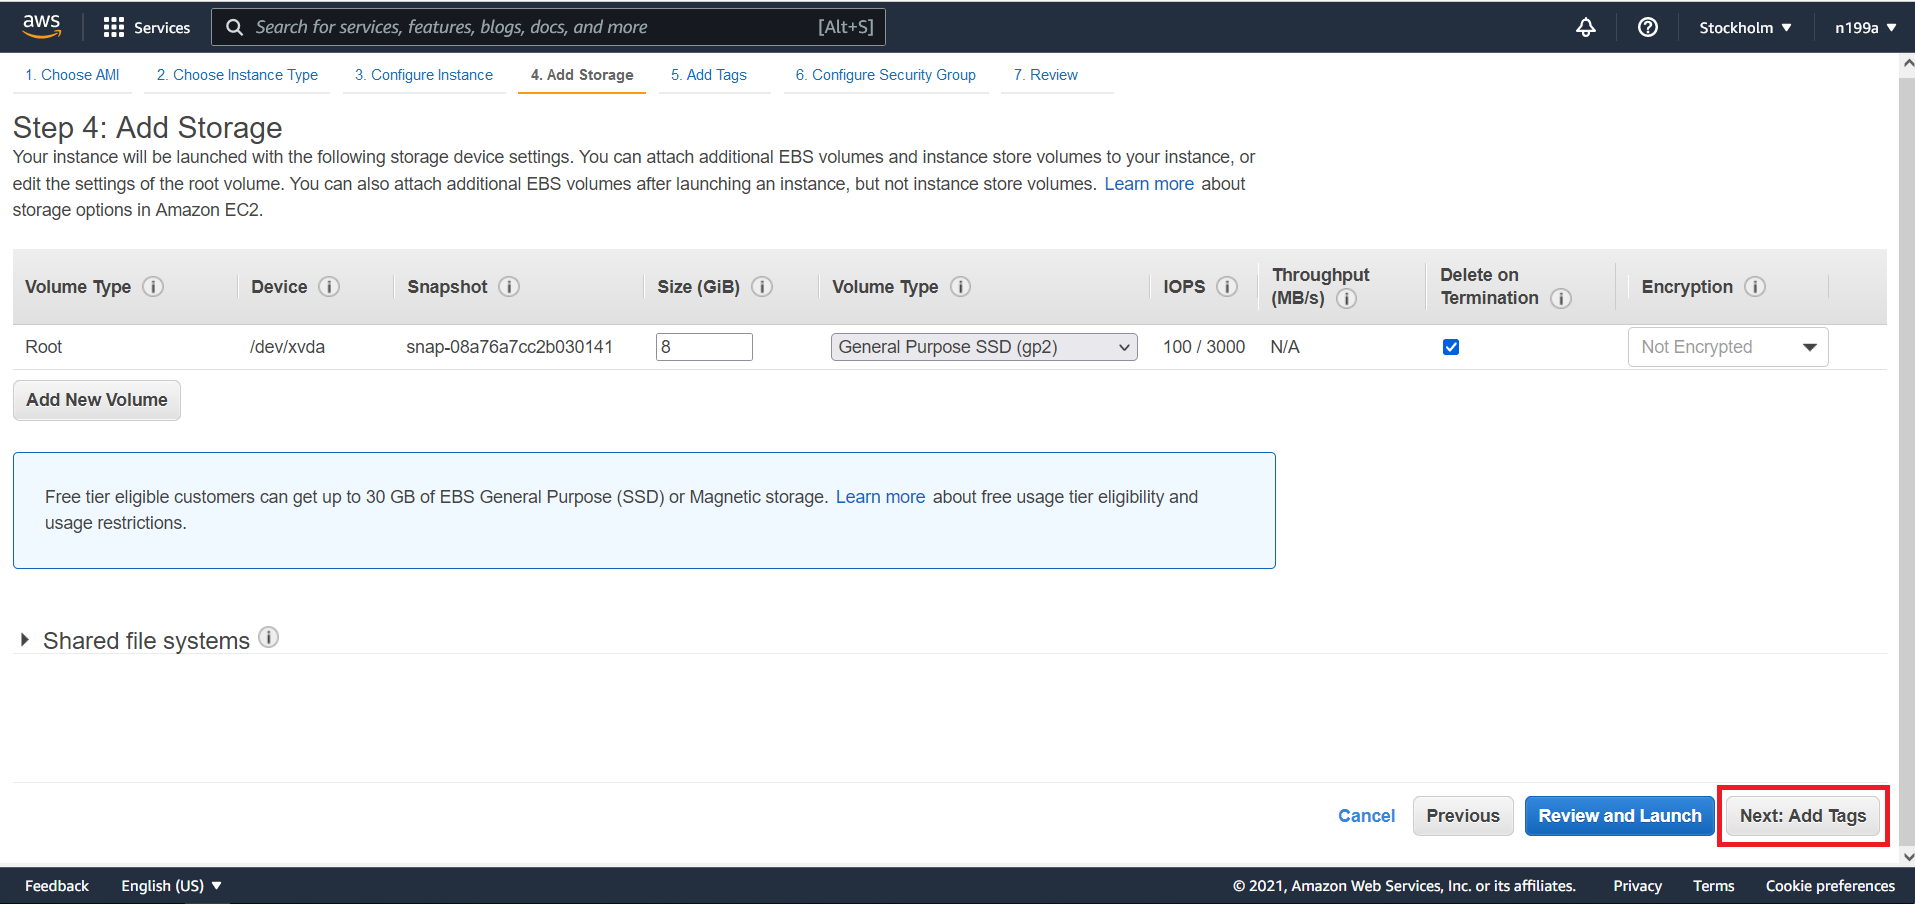 aws
Services
Search for services, features, blogs, docs, and more [Alt+S]
Stockholm
n199a
1. Choose AMI 2. Choose Instance Type 3. Configure Instance 4. Add Storage 5. Add Tags 6. Configure Security Group 7. Review
Step 4: Add Storage
Your instance will be launched with the following storage device settings. You can attach additional EBS volumes and instance store volumes to your instance, or
edit the settings of the root volume. You can also attach additional EBS volumes after launching an instance, but not instance store volumes. Learn more about
storage options in Amazon EC2.
Volume Type i Device i Snapshot i Size (GiB) i Volume Type i IOPS i Throughput (MB/s) i Delete on Termination i Encryption i
Root /dev/xvda snap-08a76a7cc2b030141 8 General Purpose SSD (gp2) 100 / 3000 N/A Not Encrypted
Add New Volume
Free tier eligible customers can get up to 30 GB of EBS General Purpose (SSD) or Magnetic storage. Learn more about free usage tier eligibility and
usage restrictions.
Shared file systems i
Cancel Previous Review and Launch Next: Add Tags
Feedback English (US) © 2021, Amazon Web Services, Inc. or its affiliates. Privacy Terms Cookie preferences